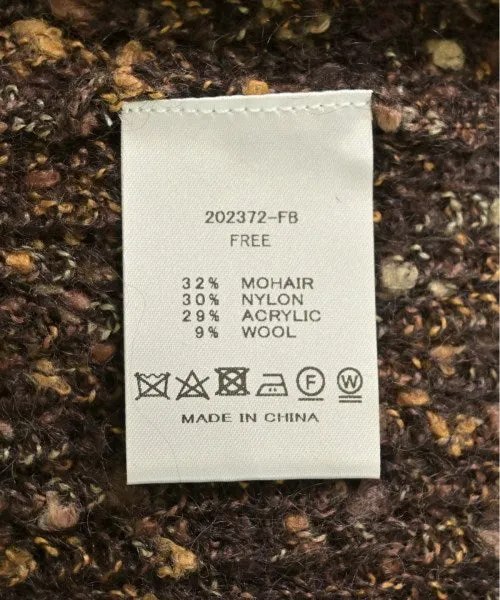 202372-FB
FREE
32% MOHAIR
30% NYLON
29% ACRYLIC
9% WOOL
F W
MADE IN CHINA